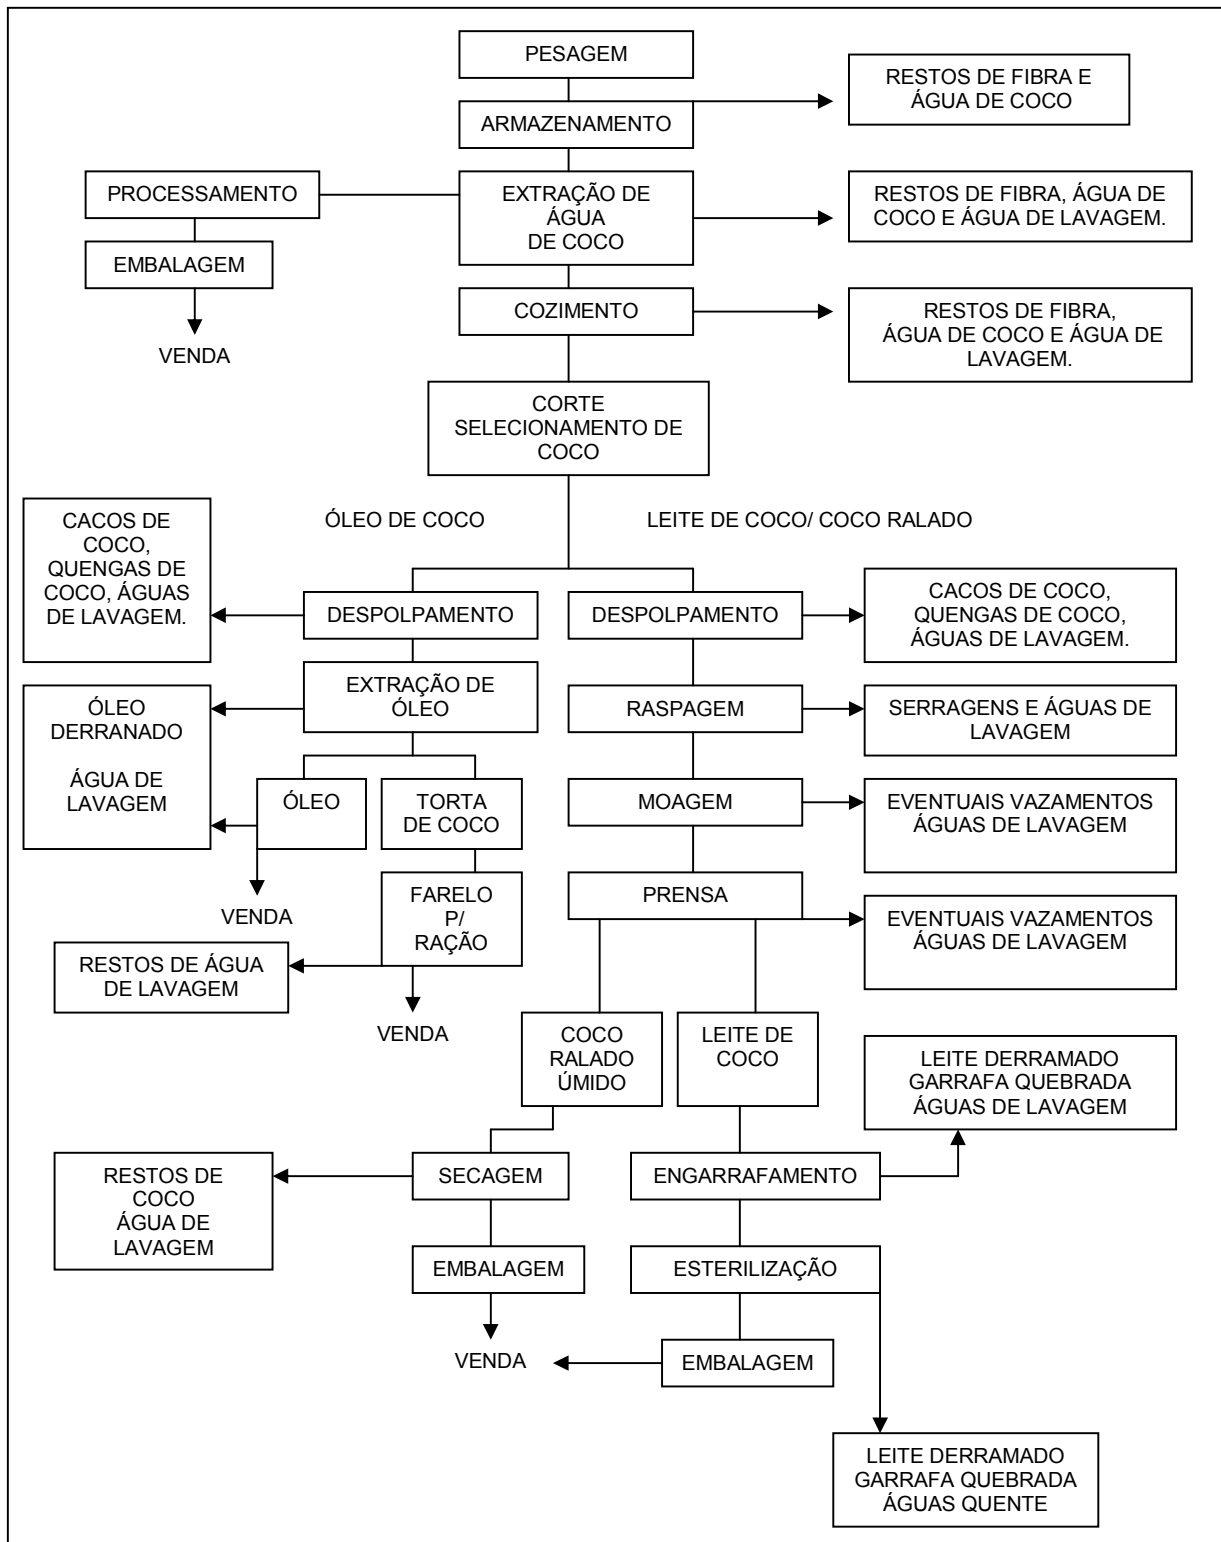 PESAGEM
RESTOS DE FIBRA E
ÁGUA DE COCO
ARMAZENAMENTO
PROCESSAMENTO
EXTRAÇÃO DE
ÁGUA
DE COCO
RESTOS DE FIBRA, ÁGUA DE
COCO E ÁGUA DE LAVAGEM.
EMBALAGEM
COZIMENTO
RESTOS DE FIBRA,
ÁGUA DE COCO E ÁGUA DE
LAVAGEM.
VENDA
CORTE
SELECIONAMENTO DE
COCO
ÓLEO DE COCO
LEITE DE COCO/ COCO RALADO
CACOS DE
COCO,
QUENGAS DE
COCO, ÁGUAS
DE LAVAGEM.
DESPOLPAMENTO
DESPOLPAMENTO
CACOS DE COCO,
QUENGAS DE COCO,
ÁGUAS DE LAVAGEM.
EXTRAÇÃO DE
ÓLEO
ÓLEO
DERRANADO
ÁGUA DE
LAVAGEM
RASPAGEM
SERRAGENS E ÁGUAS DE
LAVAGEM
ÓLEO
TORTA
DE COCO
MOAGEM
EVENTUAIS VAZAMENTOS
ÁGUAS DE LAVAGEM
VENDA
FARELO
P/
RAÇÃO
PRENSA
EVENTUAIS VAZAMENTOS
ÁGUAS DE LAVAGEM
RESTOS DE ÁGUA
DE LAVAGEM
VENDA
COCO
RALADO
ÚMIDO
LEITE DE
COCO
LEITE DERRAMADO
GARRAFA QUEBRADA
ÁGUAS DE LAVAGEM
RESTOS DE
COCO
ÁGUA DE
LAVAGEM
SECAGEM
ENGARRAFAMENTO
EMBALAGEM
ESTERILIZAÇÃO
VENDA
EMBALAGEM
LEITE DERRAMADO
GARRAFA QUEBRADA
ÁGUAS QUENTE